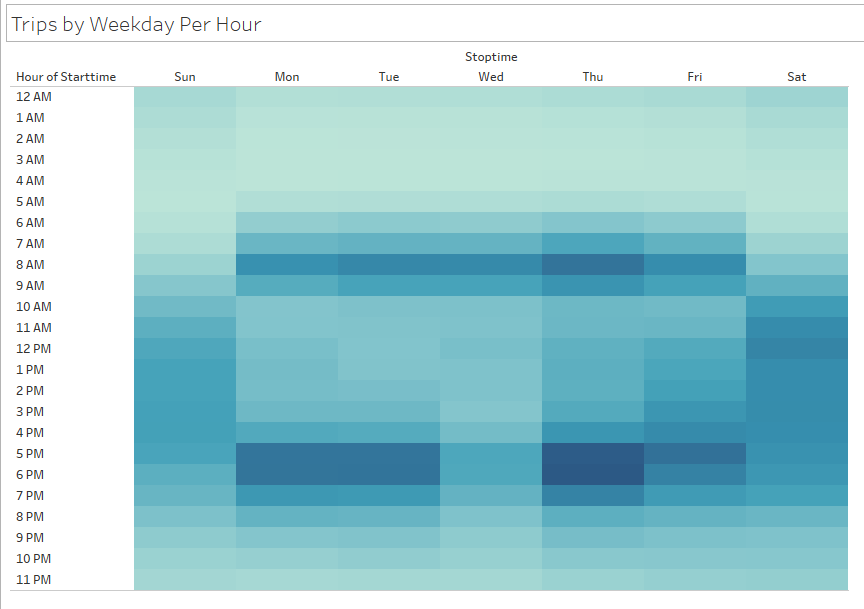 Trips by Weekday Per Hour
Stoptime
Hour of Starttime Sun Mon Tue Wed Thu Fri Sat
12 AM
1 AM
2 AM
3 AM
4 AM
5 AM
6 AM
7 AM
8 AM
9 AM
10 AM
11 AM
12 PM
1 PM
2 PM
3 PM
4 PM
5 PM
6 PM
7 PM
8 PM
9 PM
10 PM
11 PM